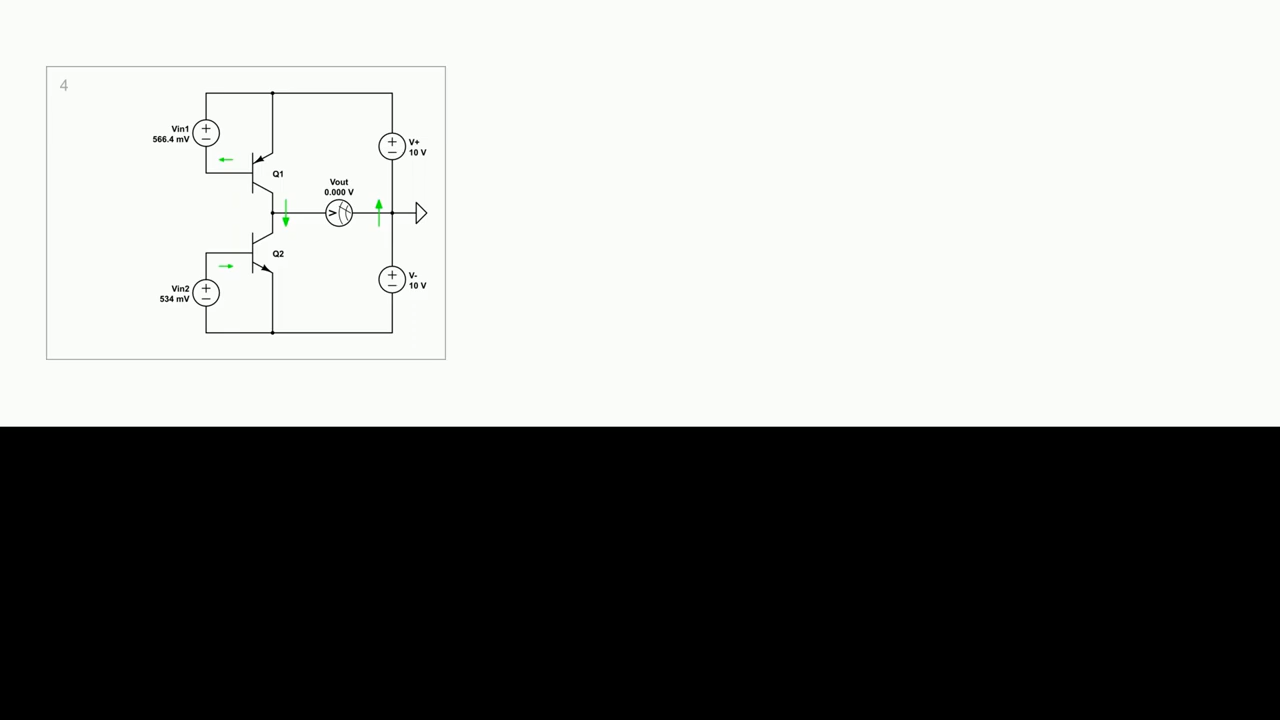 4
Vin1
566.4 mV
V+
10 V
Q1
Vout
0.000 V
Q2
V-
10 V
Vin2
534 mV